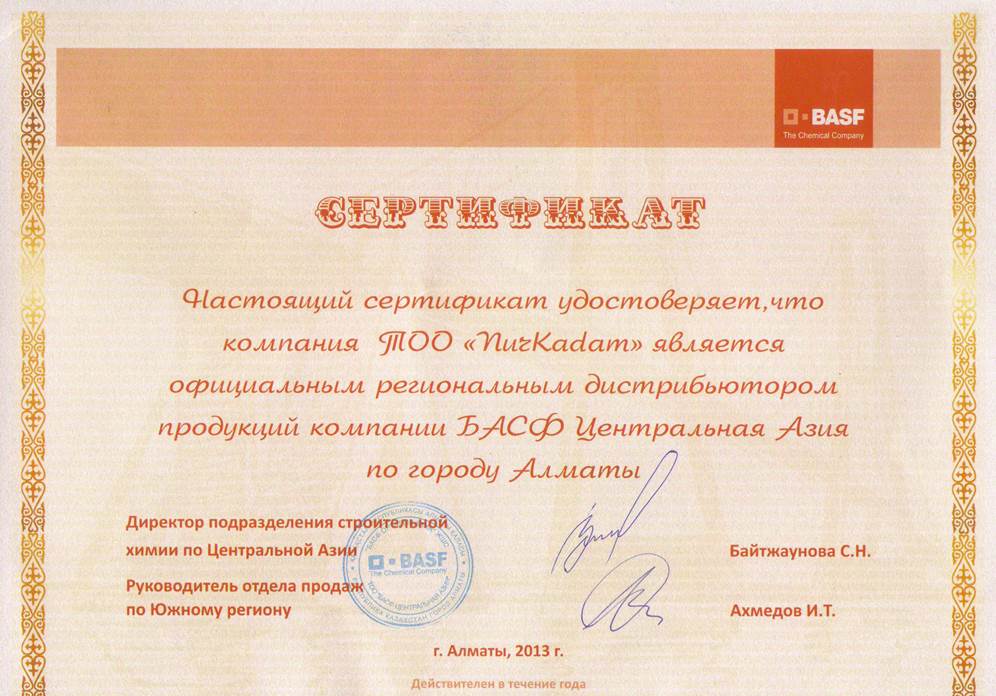 BASF
The Chemical Company
СЕРТИФИКАТ
Настоящий сертификат удостоверяет,что
компания ТОО «NurKadam» является
официальным региональным дистрибьютором
продукций компании БАСФ Центральная Азия
по городу Алматы
Директор подразделения строительной
химии по Центральной Азии
Байтжаунова С.Н.
BASF
The Chemical Company
Руководитель отдела продаж
по Южному региону
Ахмедов И.Т.
г. Алматы, 2013 г.
Действителен в течение года